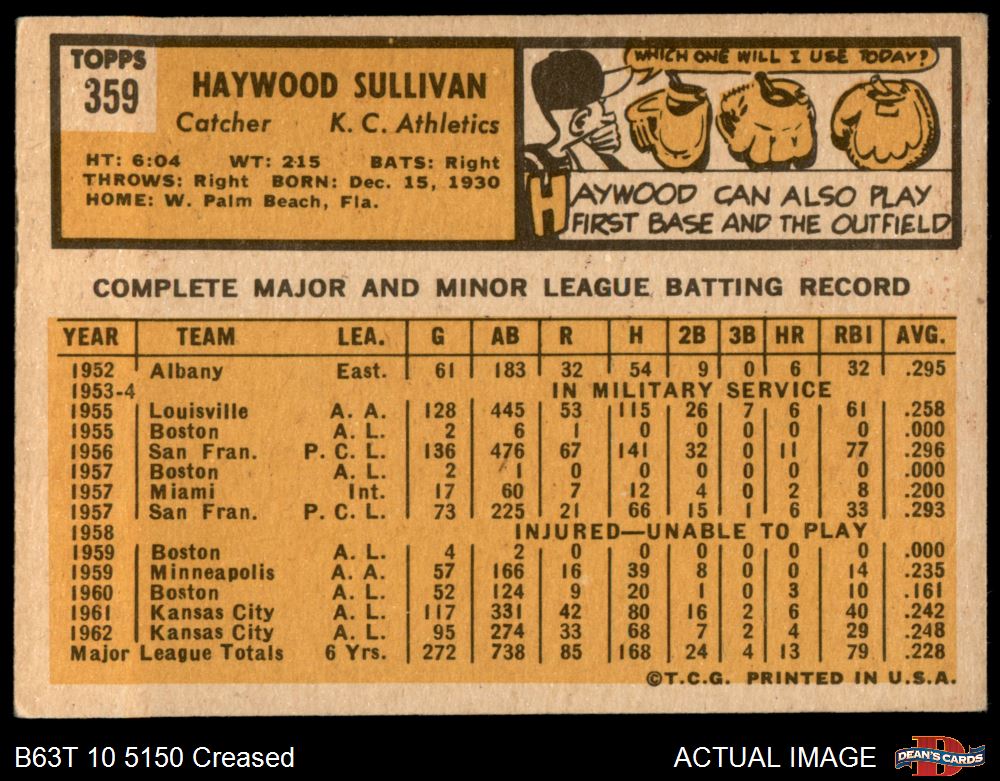 TOPPS
359
HAYWOOD SULLIVAN
Catcher K. C. Athletics
HT: 6:04 WT: 215 BATS: Right
THROWS: Right BORN: Dec. 15, 1930
HOME: W. Palm Beach, Fla.
WHICH ONE WILL I USE TODAY?
HAYWOOD CAN ALSO PLAY
FIRST BASE AND THE OUTFIELD
COMPLETE MAJOR AND MINOR LEAGUE BATTING RECORD
YEAR TEAM LEA. G AB R H 2B 3B HR RBI AVG.
1952 Albany East. 61 183 32 54 9 0 6 32 .295
1953-4 IN MILITARY SERVICE
1955 Louisville A. A. 128 445 53 115 26 7 6 61 .258
1955 Boston A. L. 2 6 1 0 0 0 0 0 .000
1956 San Fran. P. C. L. 136 476 67 141 32 0 11 77 .296
1957 Boston A. L. 2 1 0 0 0 0 0 0 .000
1957 Miami Int. 17 60 7 12 4 0 2 8 .200
1957 San Fran. P. C. L. 73 225 21 66 15 1 6 33 .293
1958 INJURED—UNABLE TO PLAY
1959 Boston A. L. 4 2 0 0 0 0 0 0 .000
1959 Minneapolis A. A. 57 166 16 39 8 0 0 14 .235
1960 Boston A. L. 52 124 9 20 1 0 3 10 .161
1961 Kansas City A. L. 117 331 42 80 16 2 6 40 .242
1962 Kansas City A. L. 95 274 33 68 7 2 4 29 .248
Major League Totals 6 Yrs. 272 738 85 168 24 4 13 79 .228
©T.C.G. PRINTED IN U.S.A.
B63T 10 5150 Creased ACTUAL IMAGE
DEAN'S CARDS